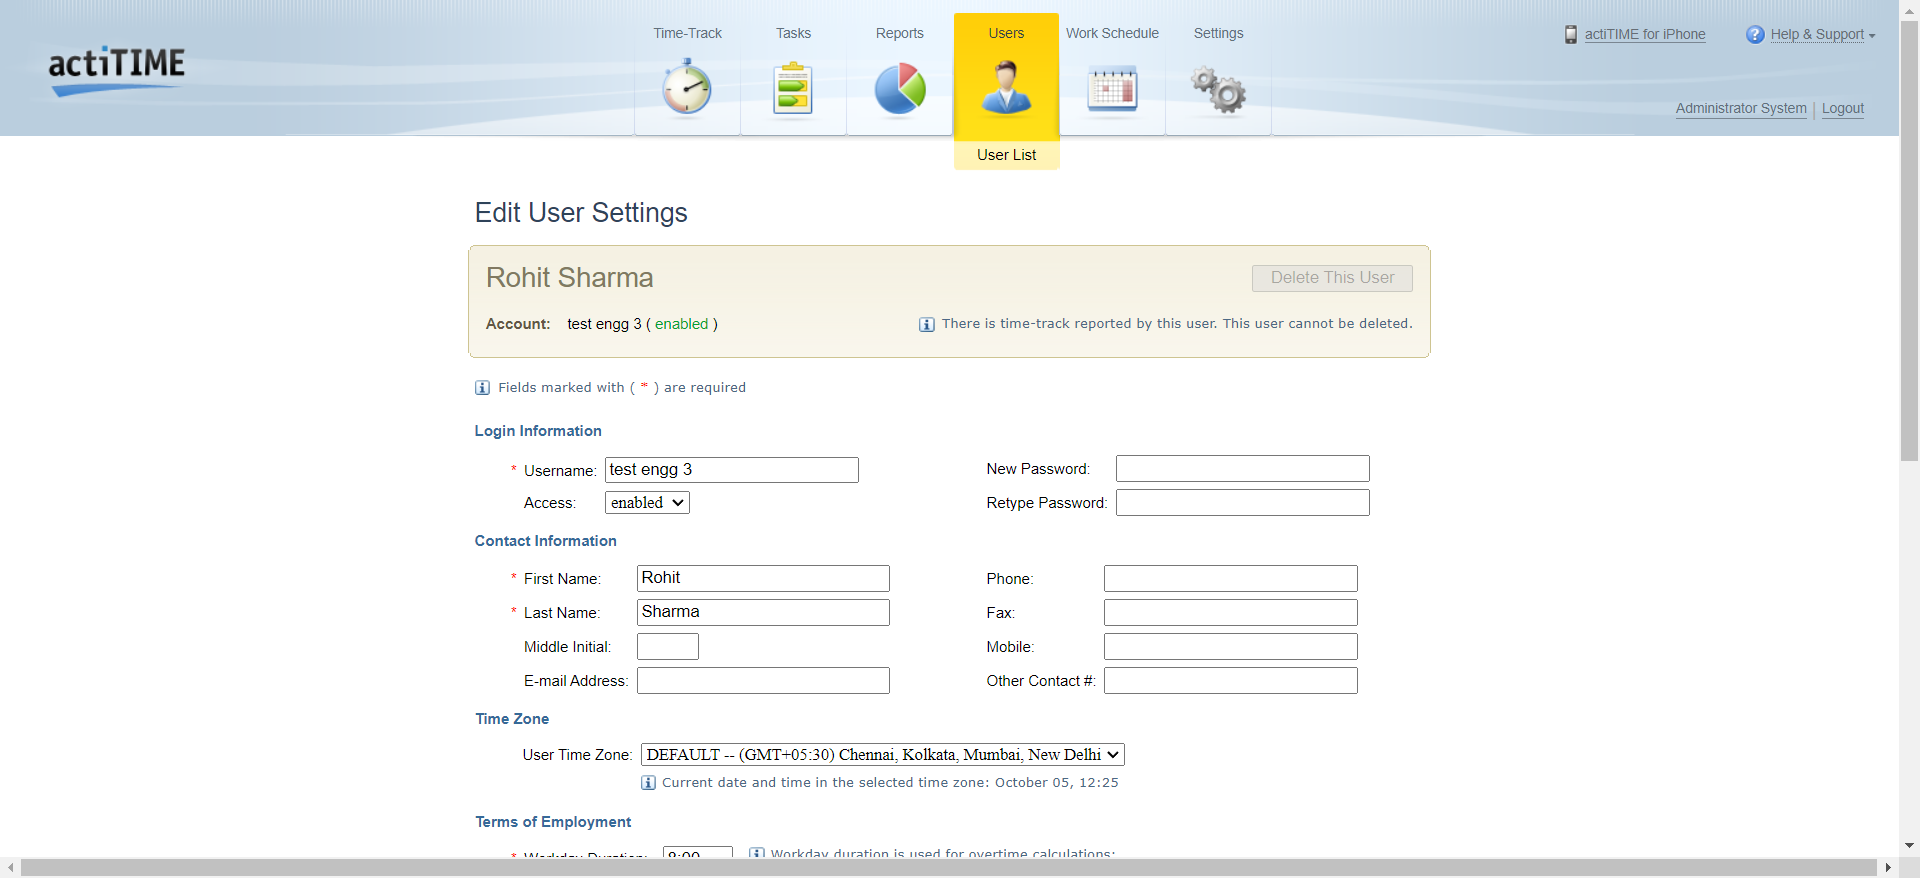 actiTIME
Time-Track
Tasks
Reports
Users
Work Schedule
Settings
actiTIME for iPhone
Help & Support
Administrator System | Logout
User List
Edit User Settings
Rohit Sharma
Delete This User
Account: test engg 3 ( enabled )
There is time-track reported by this user. This user cannot be deleted.
Fields marked with ( * ) are required
Login Information
* Username: test engg 3
New Password:
Access: enabled
Retype Password:
Contact Information
* First Name: Rohit
Phone:
* Last Name: Sharma
Fax:
Middle Initial:
Mobile:
E-mail Address:
Other Contact #:
Time Zone
User Time Zone: DEFAULT -- (GMT+05:30) Chennai, Kolkata, Mumbai, New Delhi
Current date and time in the selected time zone: October 05, 12:25
Terms of Employment
* Workday Duration: 8:00
Workday duration is used for overtime calculations: